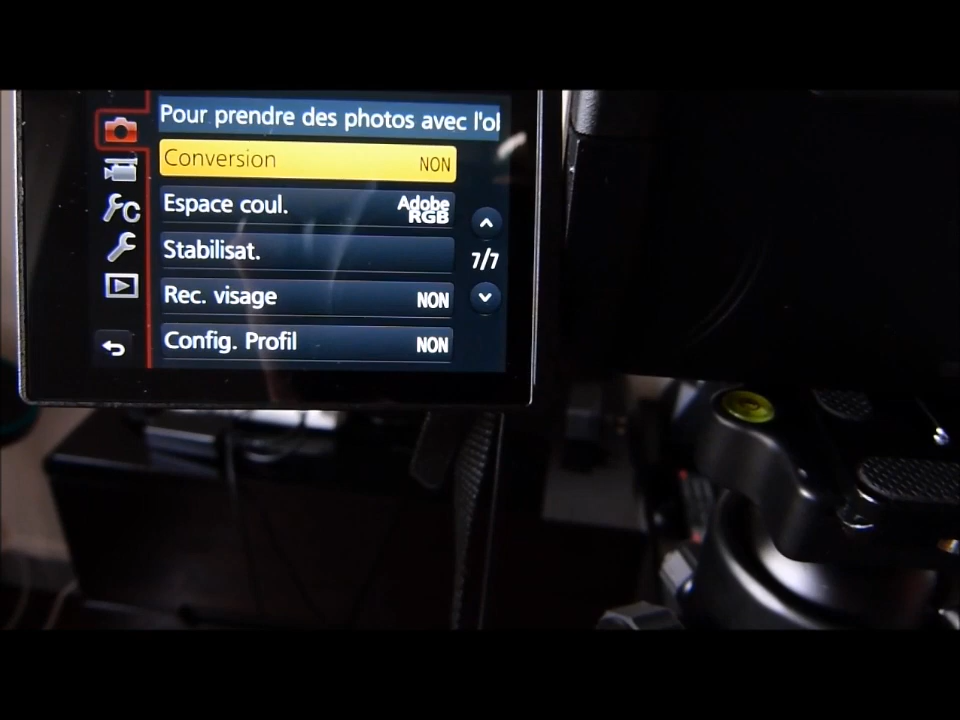 Pour prendre des photos avec l'ol
Conversion NON
Espace coul. Adobe RGB
Stabilisat.
7/7
Rec. visage NON
Config. Profil NON
C